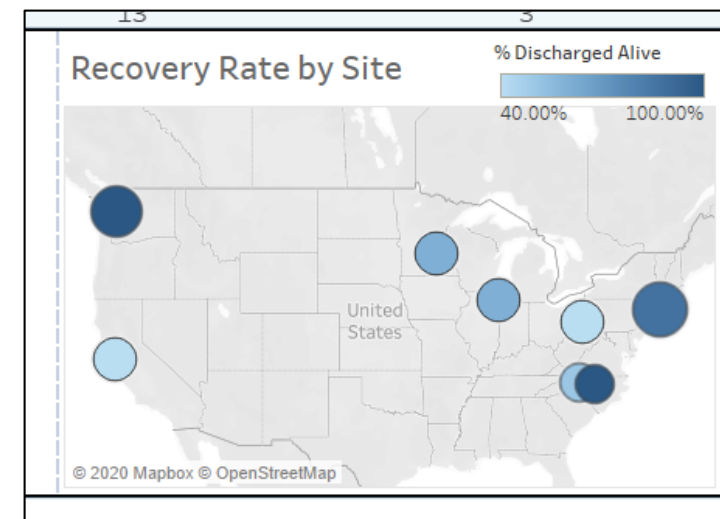 13 3
Recovery Rate by Site
% Discharged Alive
40.00% 100.00%
United
States
© 2020 Mapbox © OpenStreetMap